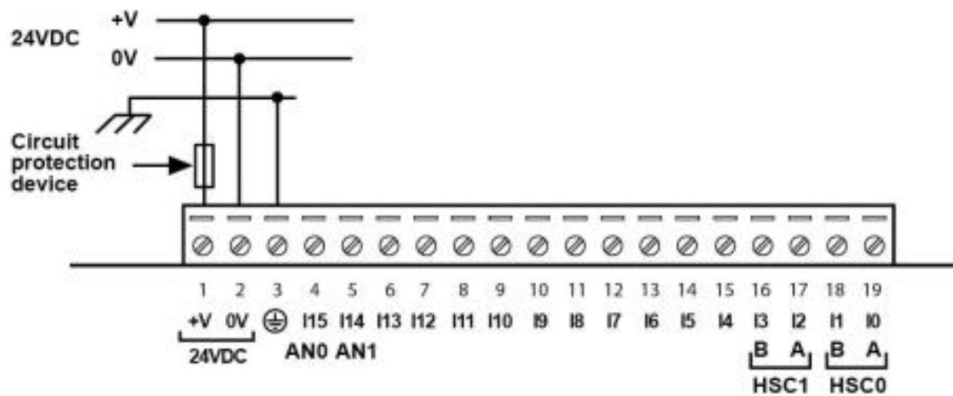 +V
24VDC
0V
Circuit
protection
device
1 2 3 4 5 6 7 8 9 10 11 12 13 14 15 16 17 18 19
+V 0V I15 I14 I13 I12 I11 I10 I9 I8 I7 I6 I5 I4 I3 I2 I1 I0
24VDC AN0 AN1 B A B A
HSC1 HSC0